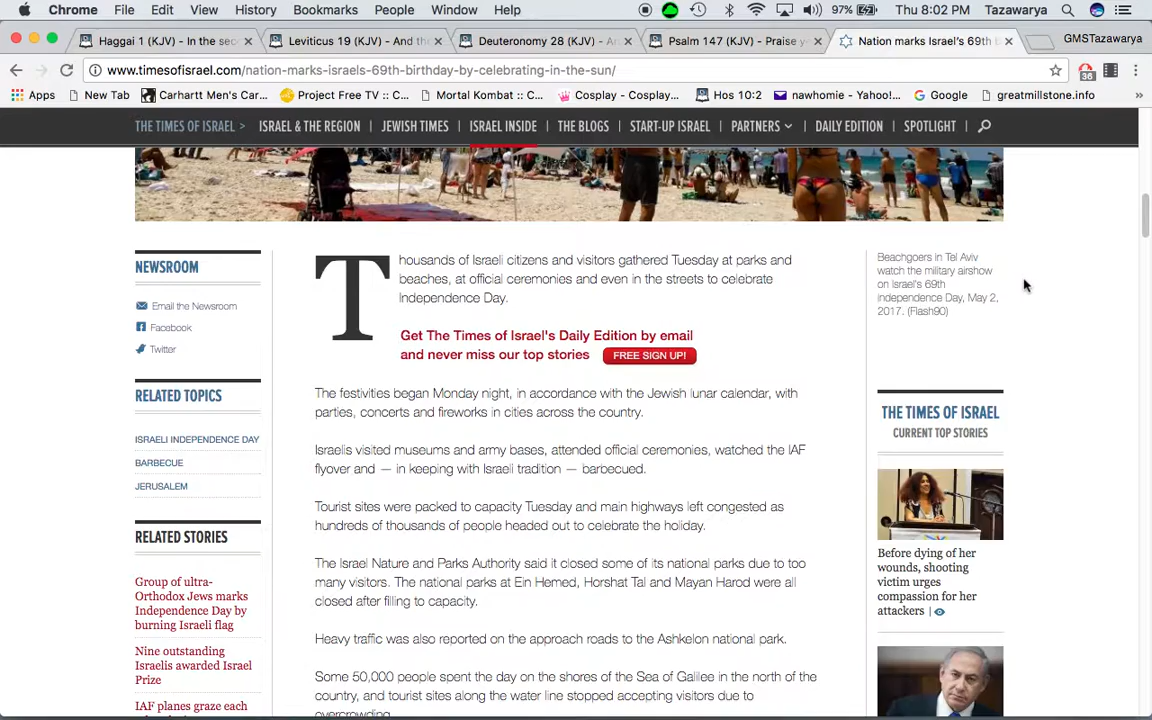 Chrome File Edit View History Bookmarks People Window Help 97% Thu 8:02 PM Tazawarya
Haggai 1 (KJV) - In the sec Leviticus 19 (KJV) - And th Deuteronomy 28 (KJV) - A Psalm 147 (KJV) - Praise y Nation marks Israel's 69th b GMSTazawarya
www.timesofisrael.com/nation-marks-israels-69th-birthday-by-celebrating-in-the-sun/ 36
Apps New Tab Carhartt Men's Car... Project Free TV :: C... Mortal Kombat :: C... Cosplay - Cosplay... Hos 10:2 nawhomie - Yahoo!... Google greatmillstone.info »
THE TIMES OF ISRAEL > ISRAEL & THE REGION JEWISH TIMES ISRAEL INSIDE THE BLOGS START-UP ISRAEL PARTNERS DAILY EDITION SPOTLIGHT
NEWSROOM
Email the Newsroom
Facebook
Twitter
RELATED TOPICS
ISRAELI INDEPENDENCE DAY
BARBECUE
JERUSALEM
RELATED STORIES
Group of ultra-
Orthodox Jews marks
Independence Day by
burning Israeli flag
Nine outstanding
Israelis awarded Israel
Prize
IAF planes graze each
Thousands of Israeli citizens and visitors gathered Tuesday at parks and
beaches, at official ceremonies and even in the streets to celebrate
Independence Day.
Get The Times of Israel's Daily Edition by email
and never miss our top stories FREE SIGN UP!
The festivities began Monday night, in accordance with the Jewish lunar calendar, with
parties, concerts and fireworks in cities across the country.
Israelis visited museums and army bases, attended official ceremonies, watched the IAF
flyover and — in keeping with Israeli tradition — barbecued.
Tourist sites were packed to capacity Tuesday and main highways left congested as
hundreds of thousands of people headed out to celebrate the holiday.
The Israel Nature and Parks Authority said it closed some of its national parks due to too
many visitors. The national parks at Ein Hemed, Horshat Tal and Mayan Harod were all
closed after filling to capacity.
Heavy traffic was also reported on the approach roads to the Ashkelon national park.
Some 50,000 people spent the day on the shores of the Sea of Galilee in the north of the
country, and tourist sites along the water line stopped accepting visitors due to
overcrowding.
Beachgoers in Tel Aviv
watch the military airshow
on Israel's 69th
independence Day, May 2,
2017. (Flash90)
THE TIMES OF ISRAEL
CURRENT TOP STORIES
Before dying of her
wounds, shooting
victim urges
compassion for her
attackers |